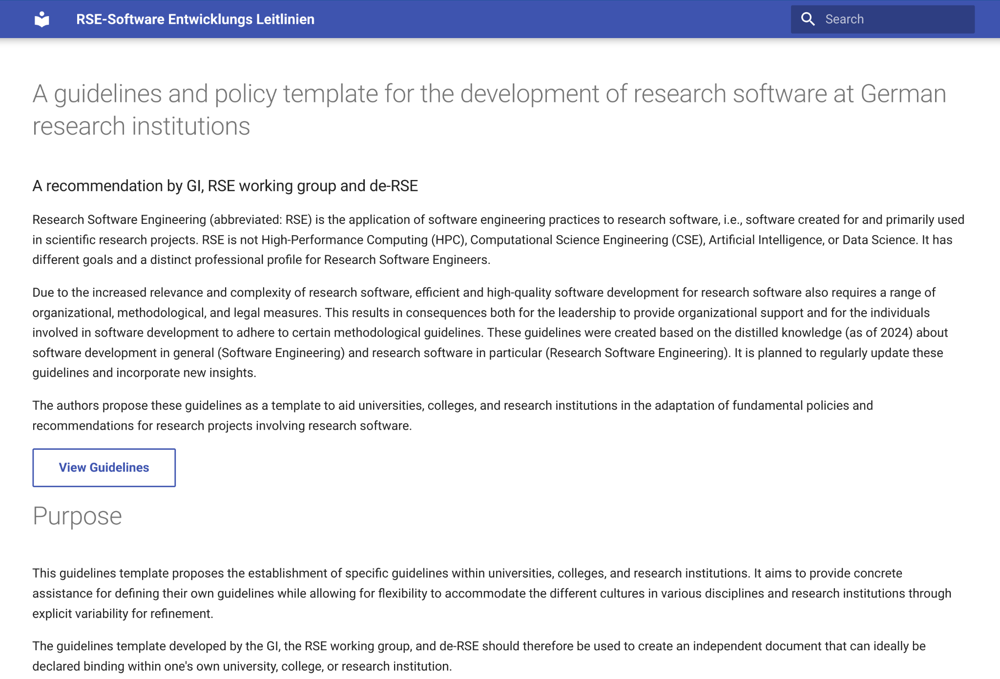 RSE-Software Entwicklungs Leitlinien
Search
A guidelines and policy template for the development of research software at German
research institutions
A recommendation by GI, RSE working group and de-RSE
Research Software Engineering (abbreviated: RSE) is the application of software engineering practices to research software, i.e., software created for and primarily used
in scientific research projects. RSE is not High-Performance Computing (HPC), Computational Science Engineering (CSE), Artificial Intelligence, or Data Science. It has
different goals and a distinct professional profile for Research Software Engineers.
Due to the increased relevance and complexity of research software, efficient and high-quality software development for research software also requires a range of
organizational, methodological, and legal measures. This results in consequences both for the leadership to provide organizational support and for the individuals
involved in software development to adhere to certain methodological guidelines. These guidelines were created based on the distilled knowledge (as of 2024) about
software development in general (Software Engineering) and research software in particular (Research Software Engineering). It is planned to regularly update these
guidelines and incorporate new insights.
The authors propose these guidelines as a template to aid universities, colleges, and research institutions in the adaptation of fundamental policies and
recommendations for research projects involving research software.
View Guidelines
Purpose
This guidelines template proposes the establishment of specific guidelines within universities, colleges, and research institutions. It aims to provide concrete
assistance for defining their own guidelines while allowing for flexibility to accommodate the different cultures in various disciplines and research institutions through
explicit variability for refinement.
The guidelines template developed by the GI, the RSE working group, and de-RSE should therefore be used to create an independent document that can ideally be
declared binding within one's own university, college, or research institution.